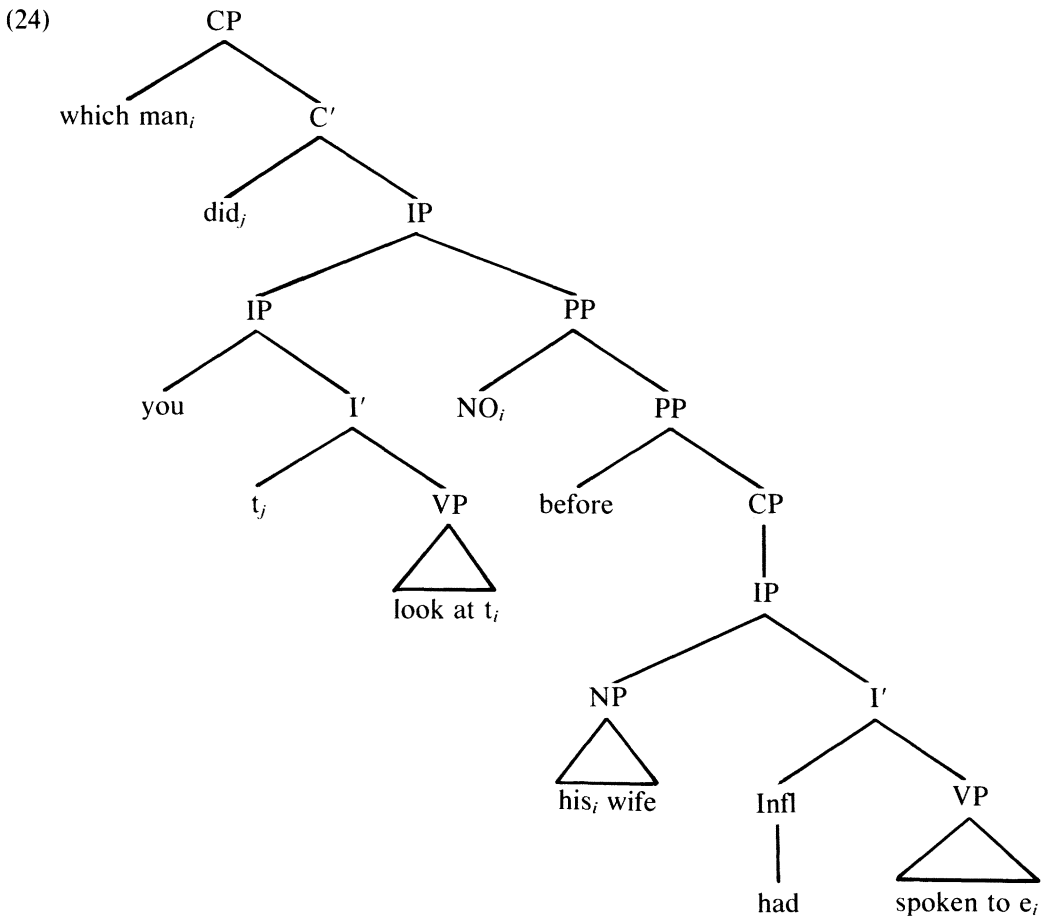 (24) CP
which manᵢ C′
didⱼ IP
IP PP
you I′ NOᵢ PP
tⱼ VP before CP
look at tᵢ IP
NP I′
hisᵢ wife Infl VP
had spoken to eᵢ